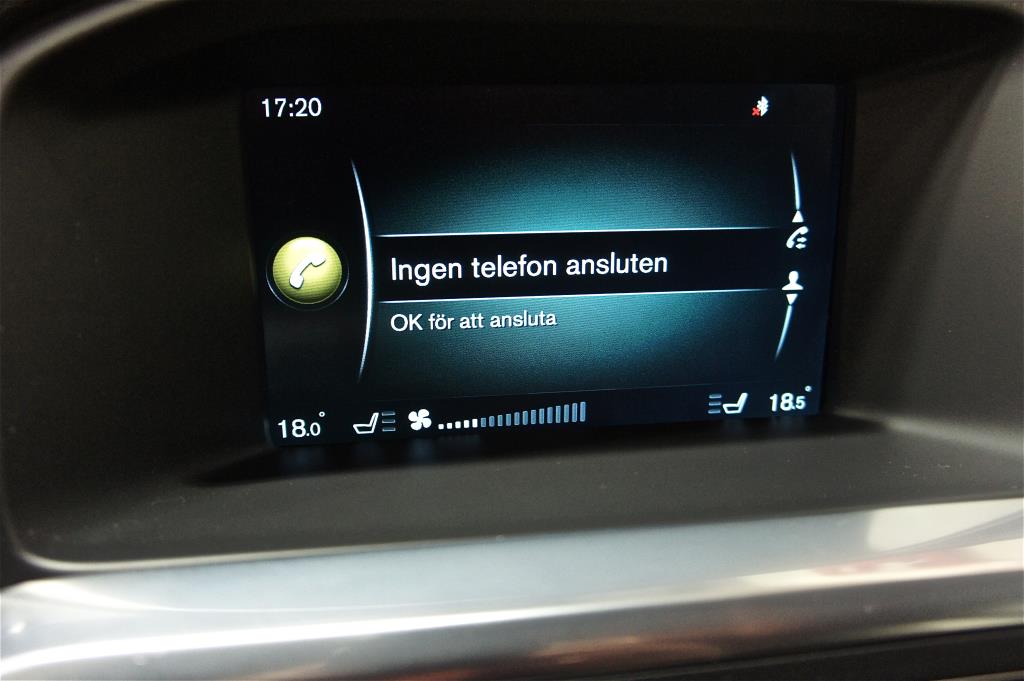 17:20
Ingen telefon ansluten
OK för att ansluta
18.0°
18.5°